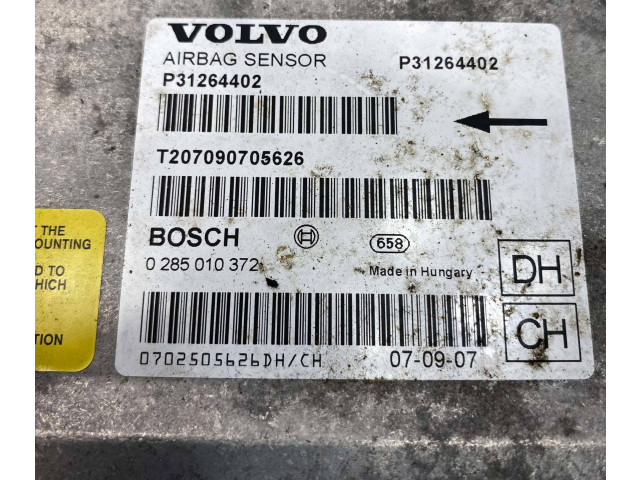 VOLVO
AIRBAG SENSOR
P31264402
P31264402
T207090705626
BOSCH
658
0 285 010 372
Made in Hungary
DH
CH
0702505626DH/CH
07-09-07
THE
OUNTING
D TO
HICH
TION